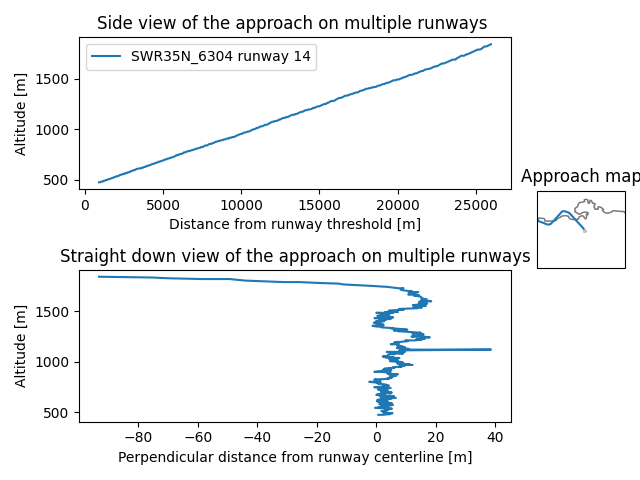 Side view of the approach on multiple runways
SWR35N_6304 runway 14
Altitude [m]
1500
1000
500
0 5000 10000 15000 20000 25000
Distance from runway threshold [m]
Approach map
Straight down view of the approach on multiple runways
Altitude [m]
1500
1000
500
−80 −60 −40 −20 0 20 40
Perpendicular distance from runway centerline [m]